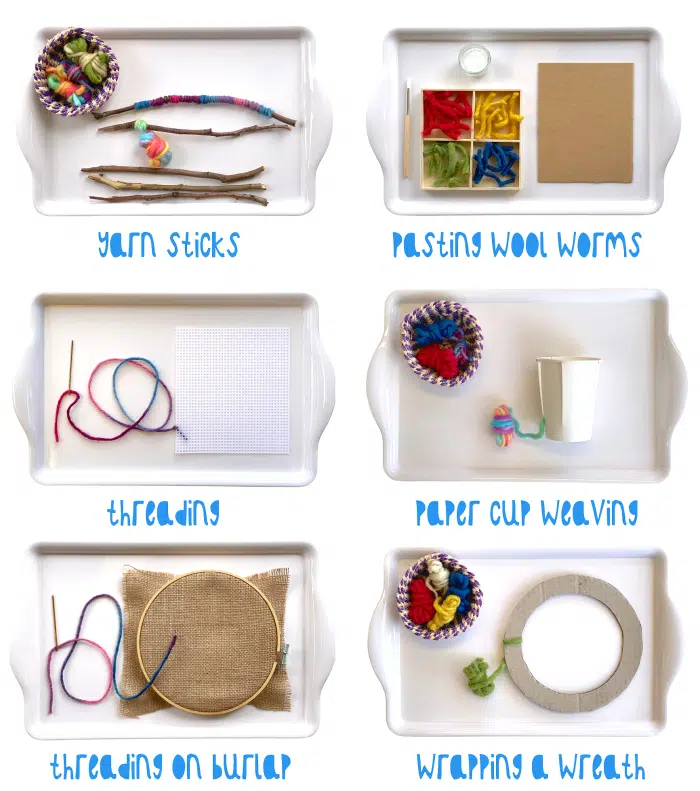 yarn sticks
pasting wool worms
threading
paper cup weaving
threading on burlap
wrapping a wreath